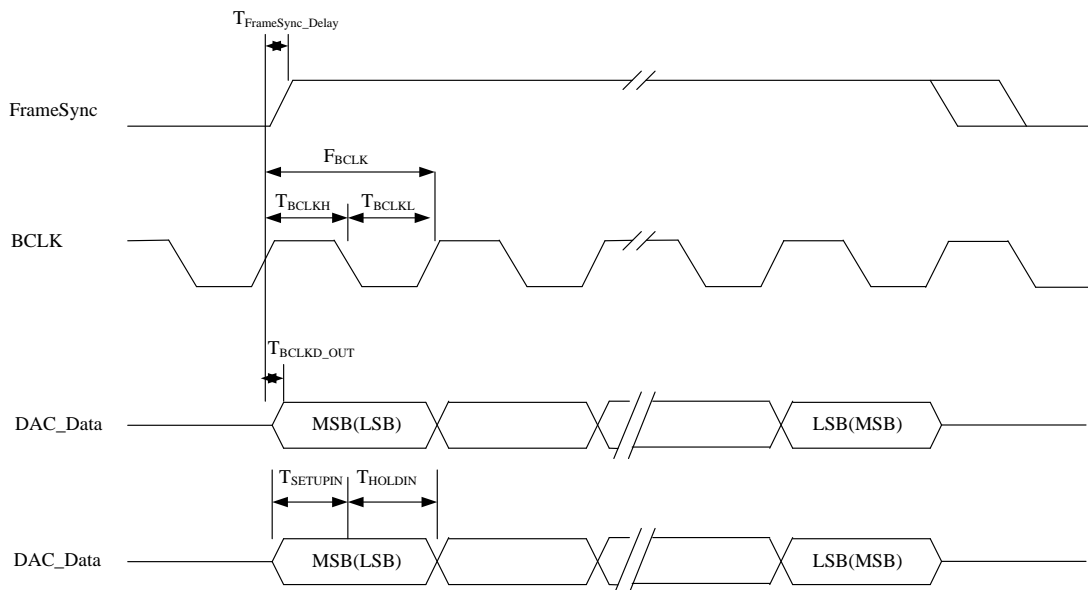 TFrameSync_Delay
FrameSync
FBCLK
TBCLKH TBCLKL
BCLK
TBCLKD_OUT
DAC_Data MSB(LSB) LSB(MSB)
TSETUPIN THOLDIN
DAC_Data MSB(LSB) LSB(MSB)